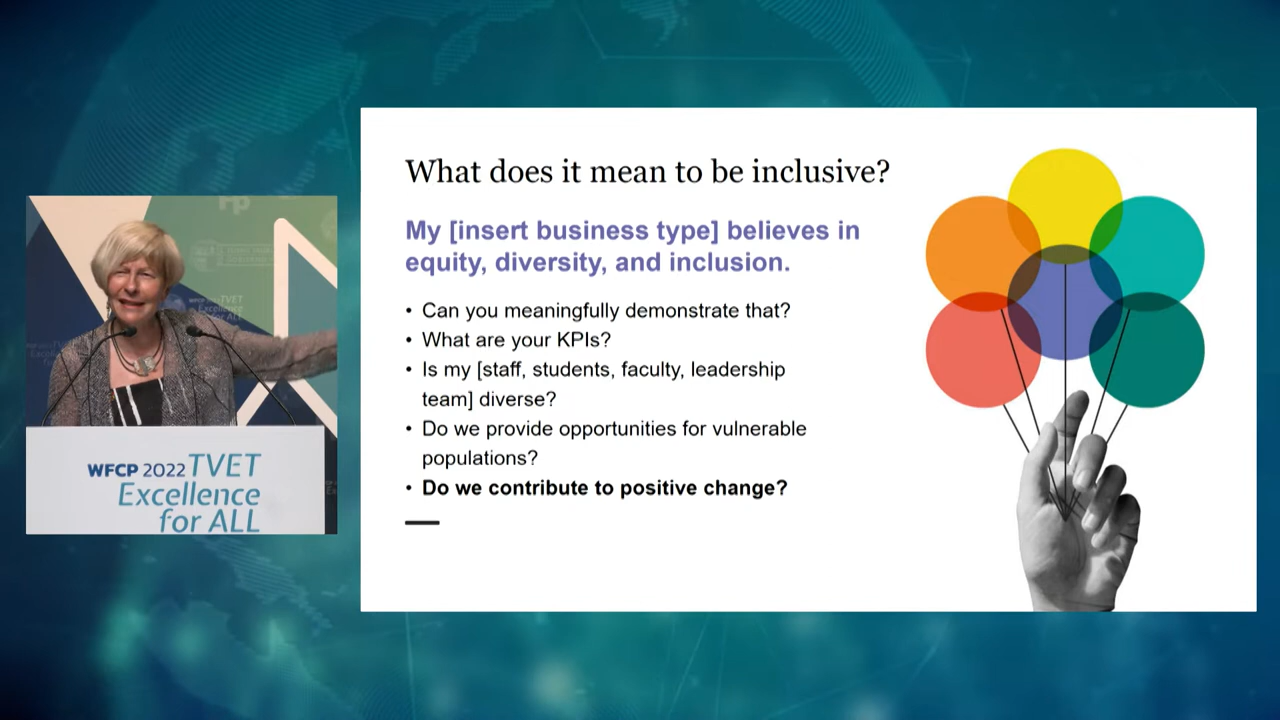 What does it mean to be inclusive?
My [insert business type] believes in
equity, diversity, and inclusion.
• Can you meaningfully demonstrate that?
• What are your KPIs?
• Is my [staff, students, faculty, leadership
team] diverse?
• Do we provide opportunities for vulnerable
populations?
• Do we contribute to positive change?
WFCP 2022 TVET
Excellence
for ALL